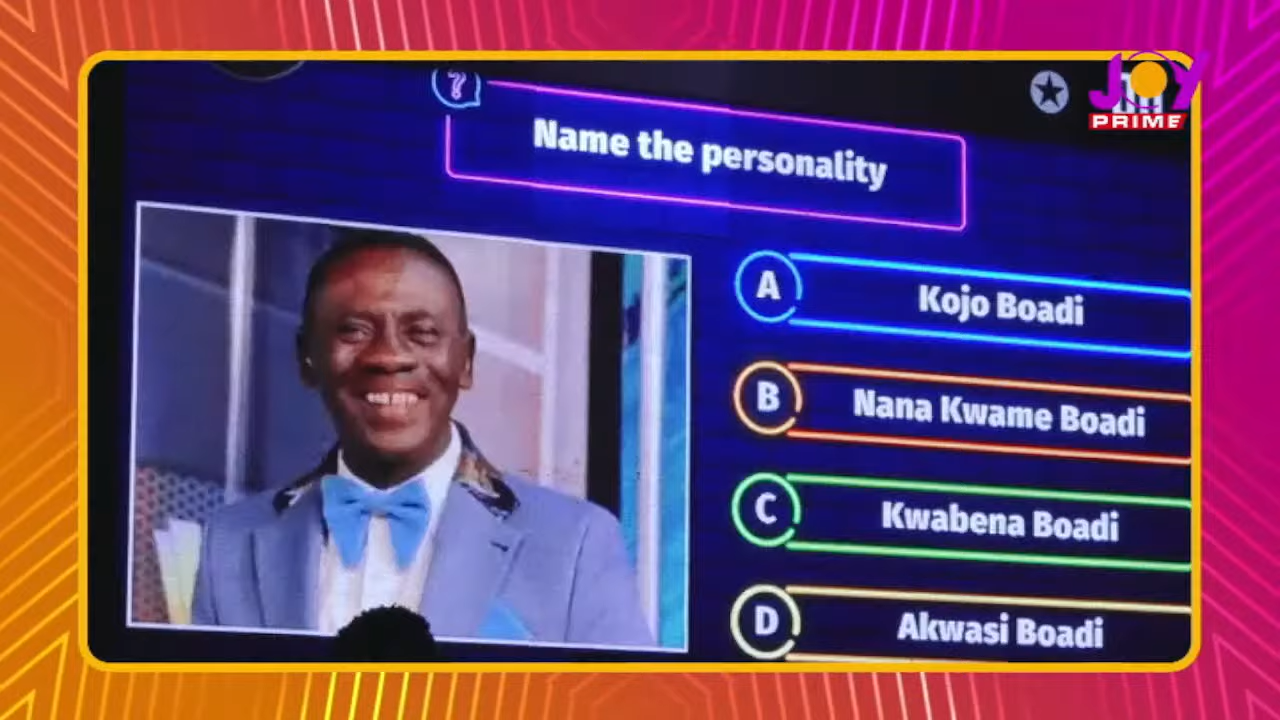 JOY
PRIME
?
Name the personality
A
Kojo Boadi
B
Nana Kwame Boadi
C
Kwabena Boadi
D
Akwasi Boadi